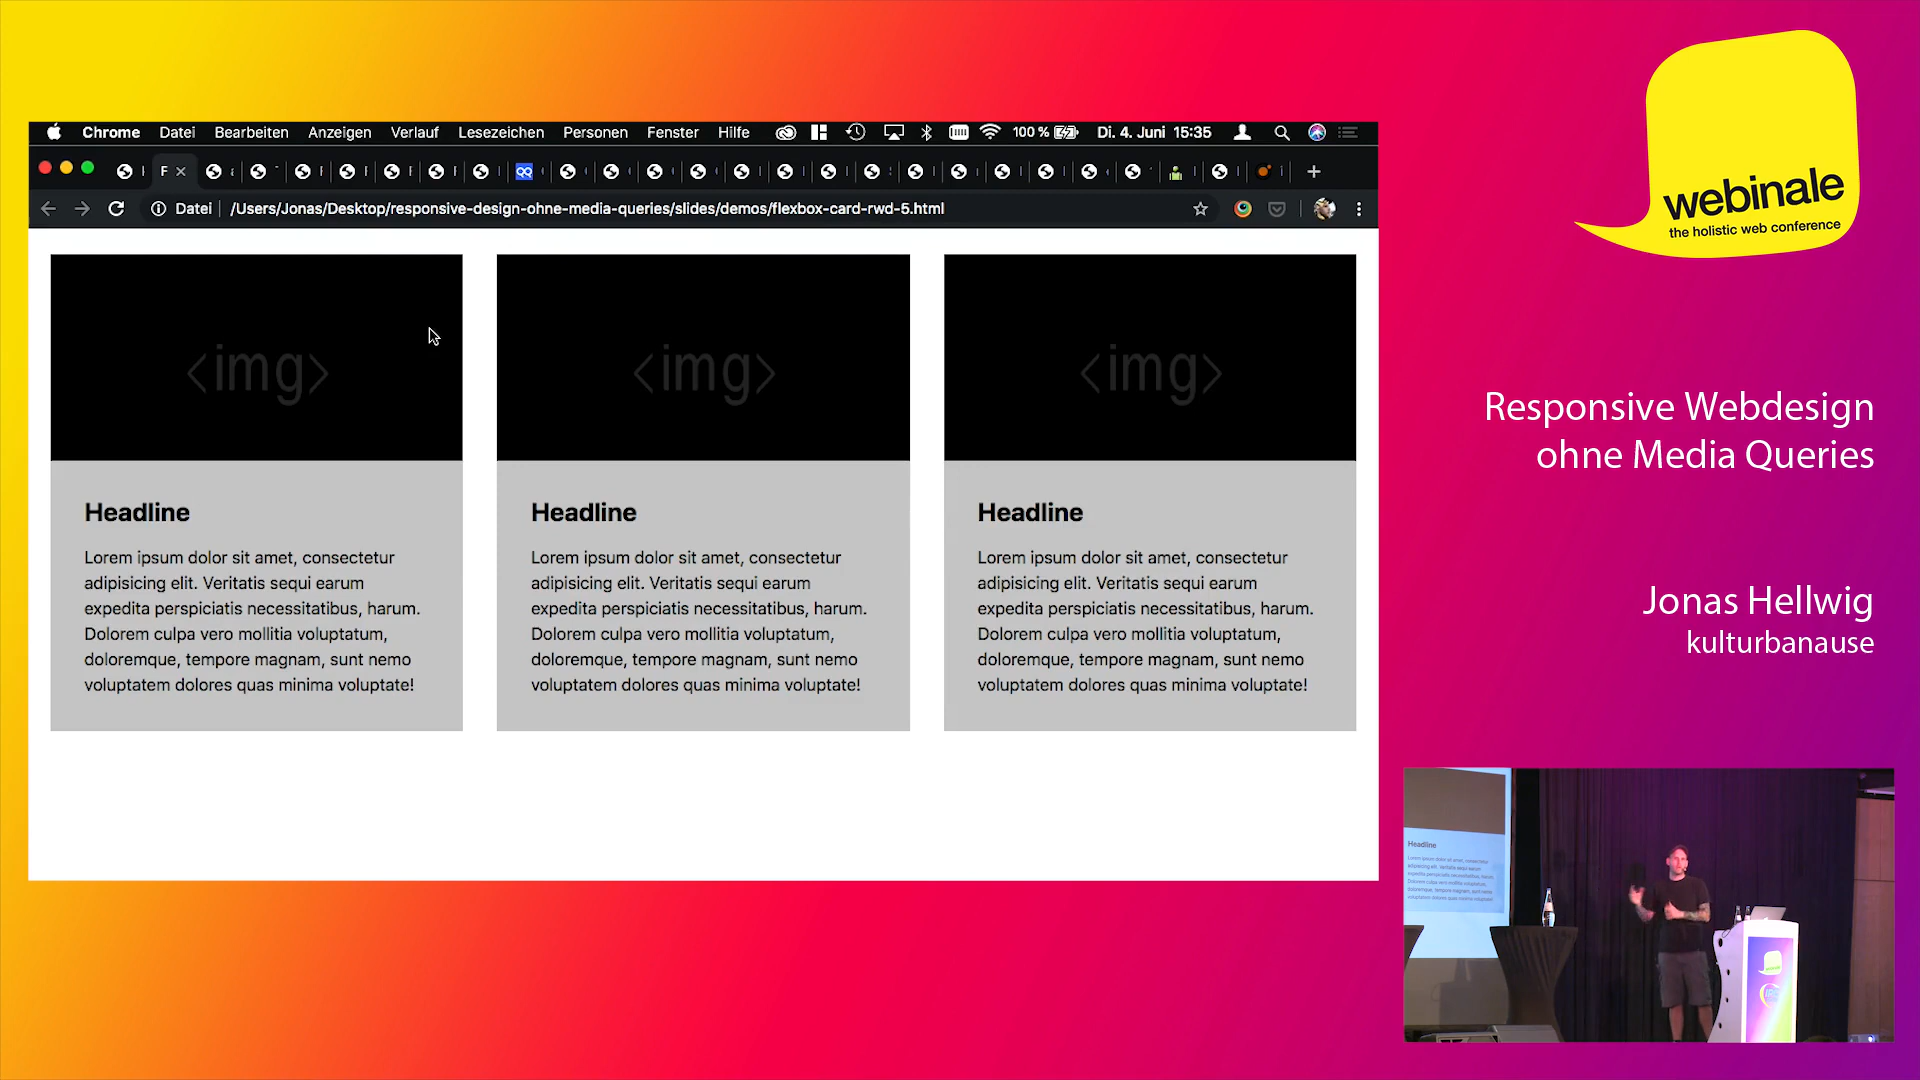 Chrome Datei Bearbeiten Anzeigen Verlauf Lesezeichen Personen Fenster Hilfe 100 % Di. 4. Juni 15:35
F
Datei /Users/Jonas/Desktop/responsive-design-ohne-media-queries/slides/demos/flexbox-card-rwd-5.html
<img>
Headline
Lorem ipsum dolor sit amet, consectetur
adipisicing elit. Veritatis sequi earum
expedita perspiciatis necessitatibus, harum.
Dolorem culpa vero mollitia voluptatum,
doloremque, tempore magnam, sunt nemo
voluptatem dolores quas minima voluptate!
<img>
Headline
Lorem ipsum dolor sit amet, consectetur
adipisicing elit. Veritatis sequi earum
expedita perspiciatis necessitatibus, harum.
Dolorem culpa vero mollitia voluptatum,
doloremque, tempore magnam, sunt nemo
voluptatem dolores quas minima voluptate!
<img>
Headline
Lorem ipsum dolor sit amet, consectetur
adipisicing elit. Veritatis sequi earum
expedita perspiciatis necessitatibus, harum.
Dolorem culpa vero mollitia voluptatum,
doloremque, tempore magnam, sunt nemo
voluptatem dolores quas minima voluptate!
webinale
the holistic web conference
Responsive Webdesign
ohne Media Queries
Jonas Hellwig
kulturbanause
Headline